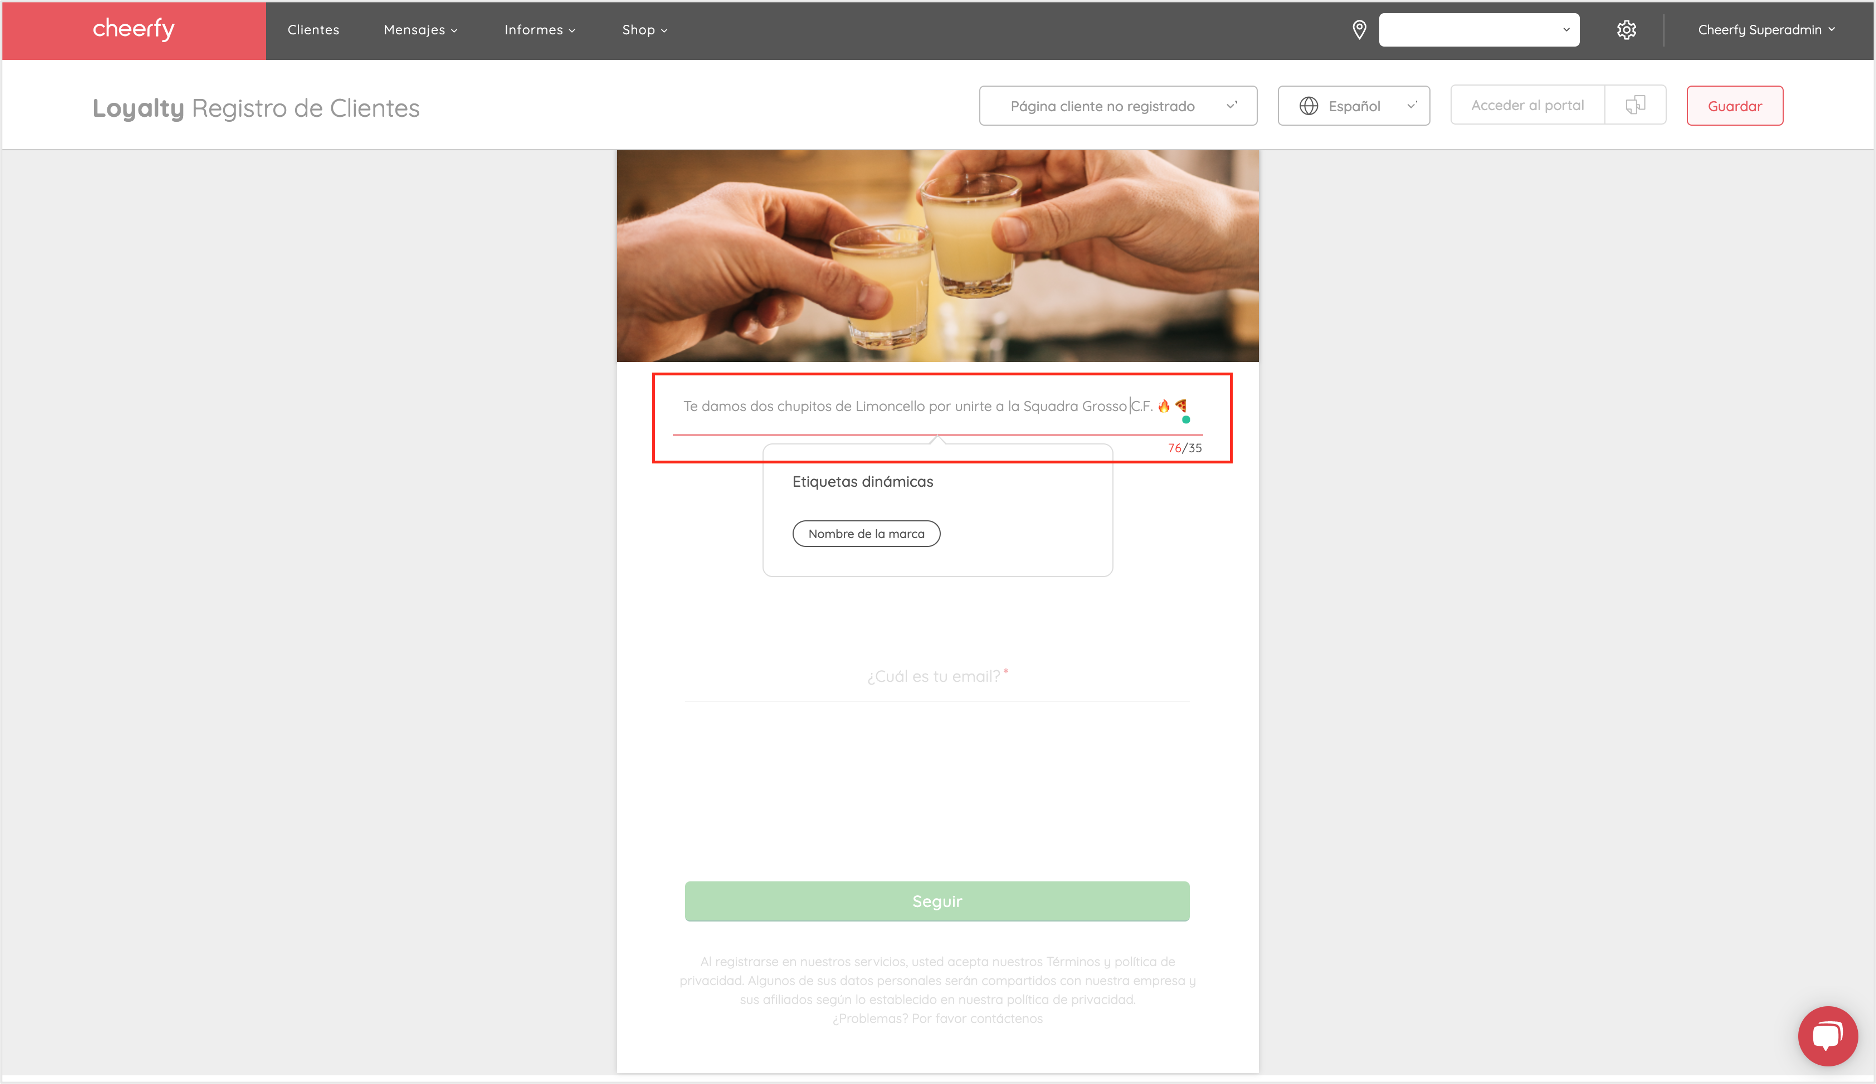 cheerfy
Clientes
Mensajes
Informes
Shop
Cheerfy Superadmin
Loyalty Registro de Clientes
Página cliente no registrado
Español
Acceder al portal
Guardar
Te damos dos chupitos de Limoncello por unirte a la Squadra Grosso C.F. 🔥 🍕
76/35
Etiquetas dinámicas
Nombre de la marca
¿Cuál es tu email? *
Seguir
Al registrarse en nuestros servicios, usted acepta nuestros Términos y política de
privacidad. Algunos de sus datos personales serán compartidos con nuestra empresa y
sus afiliados según lo establecido en nuestra política de privacidad.
¿Problemas? Por favor contáctenos